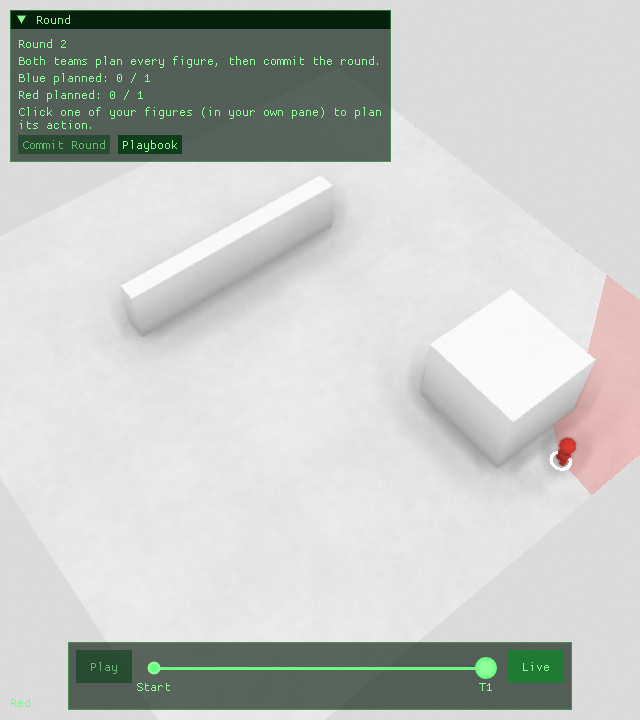 ▼ Round
Round 2
Both teams plan every figure, then commit the round.
Blue planned: 0 / 1
Red planned: 0 / 1
Click one of your figures (in your own pane) to plan
its action.
Commit Round Playbook
Play Live
Start T1
Red